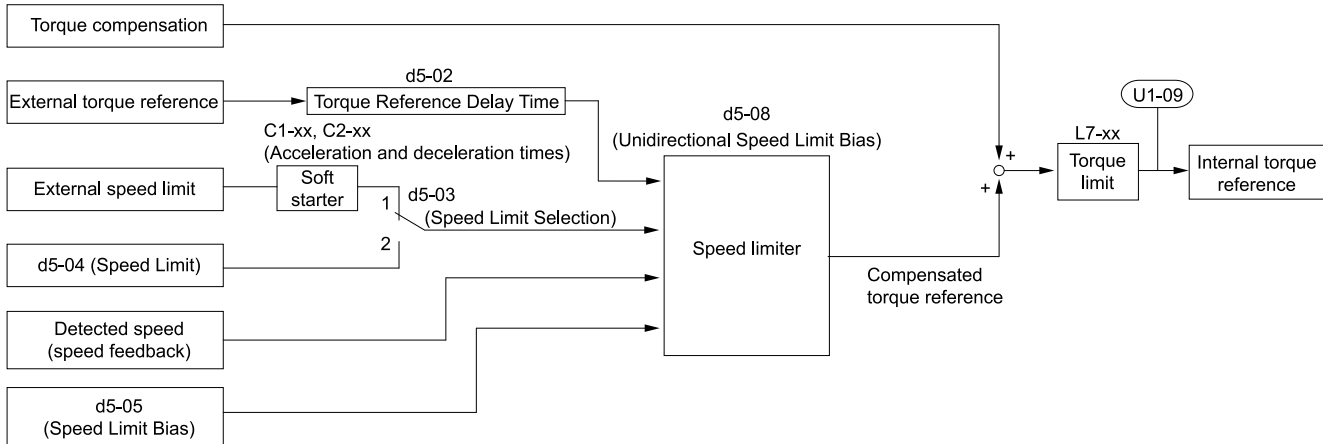 Torque compensation
External torque reference
d5-02
Torque Reference Delay Time
C1-xx, C2-xx
(Acceleration and deceleration times)
External speed limit
Soft
starter
1
2
d5-03
(Speed Limit Selection)
d5-04 (Speed Limit)
Detected speed
(speed feedback)
d5-05
(Speed Limit Bias)
d5-08
(Unidirectional Speed Limit Bias)
Speed limiter
Compensated
torque reference
+
+
L7-xx
Torque
limit
U1-09
Internal torque
reference